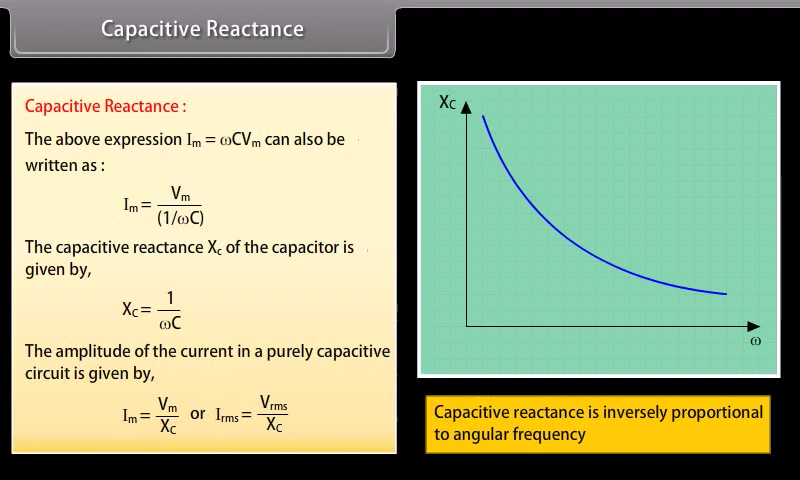 Capacitive Reactance
Capacitive Reactance :
The above expression Im = ωCVm can also be
written as :
Im = Vm / (1/ωC)
The capacitive reactance Xc of the capacitor is
given by,
XC = 1 / ωC
The amplitude of the current in a purely capacitive
circuit is given by,
Im = Vm / XC or Irms = Vrms / XC
XC
ω
Capacitive reactance is inversely proportional
to angular frequency